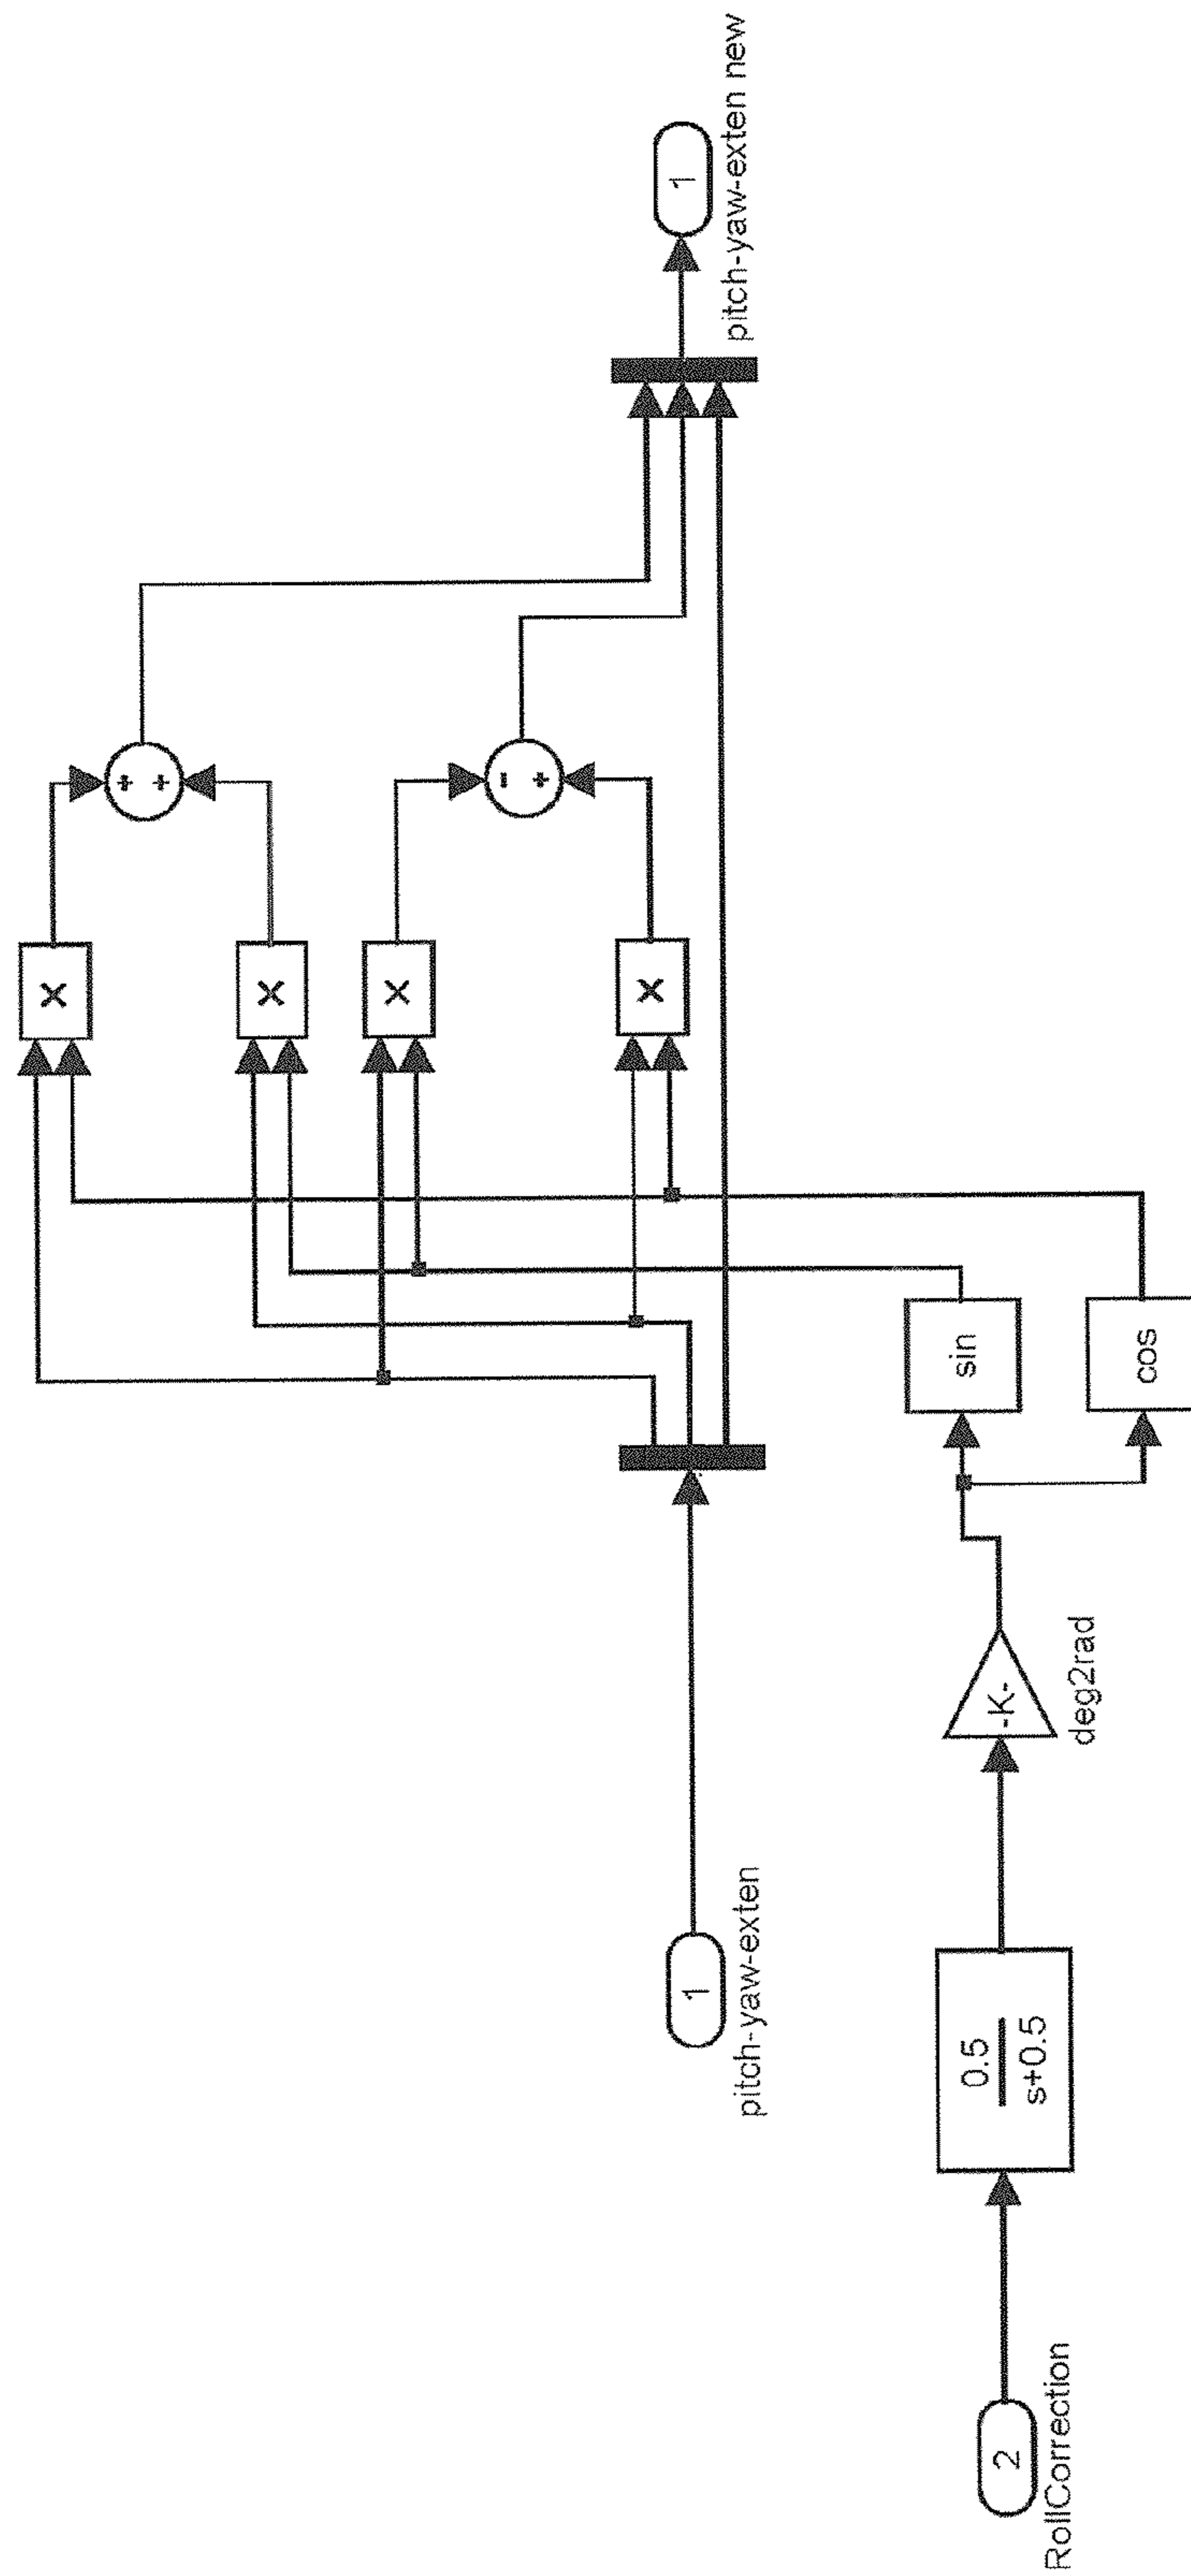 ×
×
+
+
×
-
+
×
1
pitch-yaw-exten
1
pitch-yaw-exten new
sin
cos
2
RollCorrection
0.5
s+0.5
-K-
deg2rad